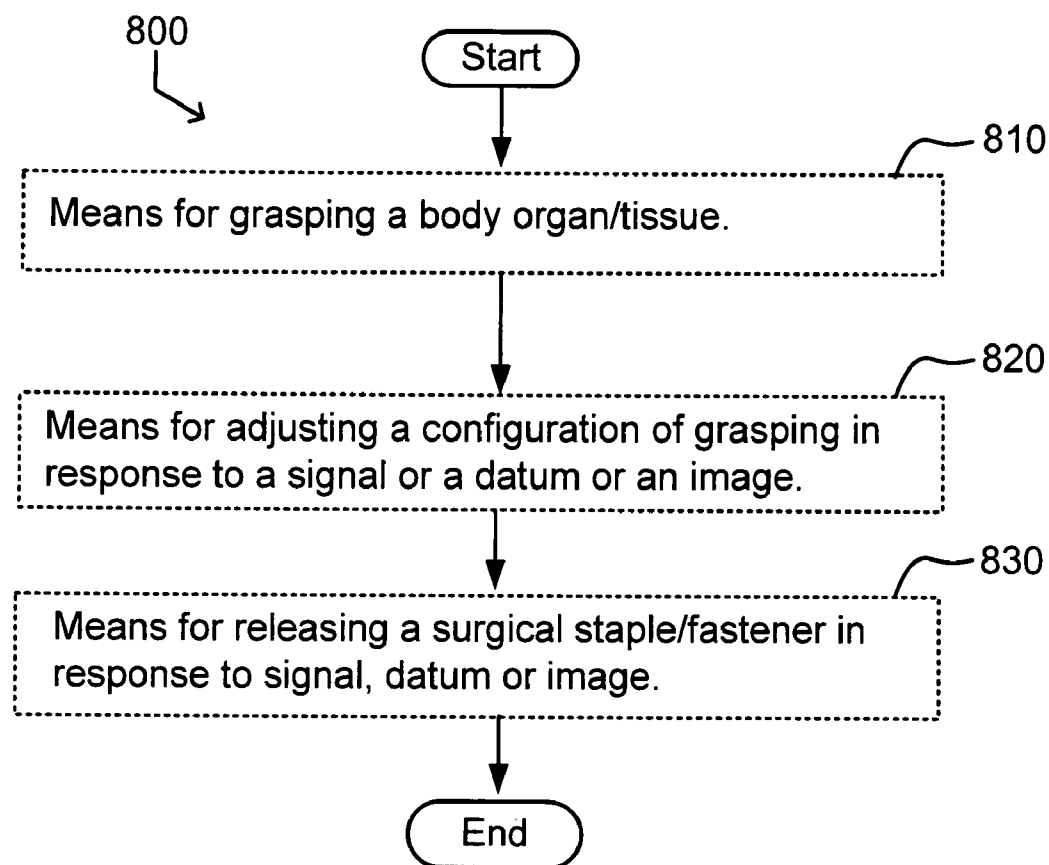 800
Start
810
Means for grasping a body organ/tissue.
820
Means for adjusting a configuration of grasping in
response to a signal or a datum or an image.
830
Means for releasing a surgical staple/fastener in
response to signal, datum or image.
End